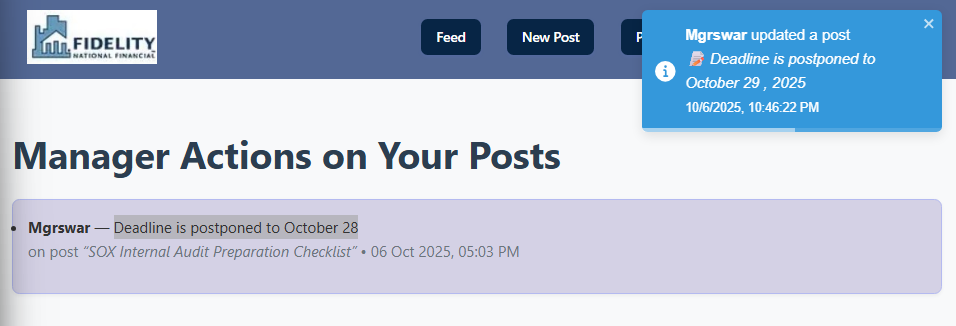 FIDELITY
NATIONAL FINANCIAL
Feed
New Post
P
Mgrswar updated a post
Deadline is postponed to
October 29 , 2025
10/6/2025, 10:46:22 PM
×
Manager Actions on Your Posts
• Mgrswar — Deadline is postponed to October 28
on post “SOX Internal Audit Preparation Checklist” • 06 Oct 2025, 05:03 PM